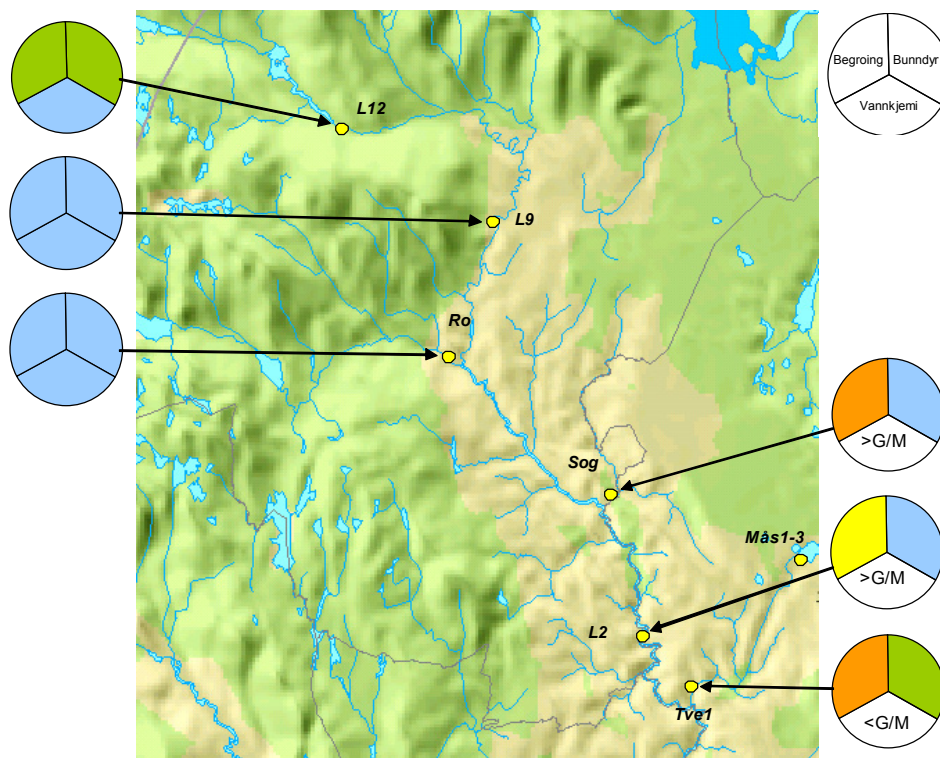 Begroing
Bunndyr
Vannkjemi
L12
L9
Ro
>G/M
Sog
Mås1-3
>G/M
L2
<G/M
Tve1